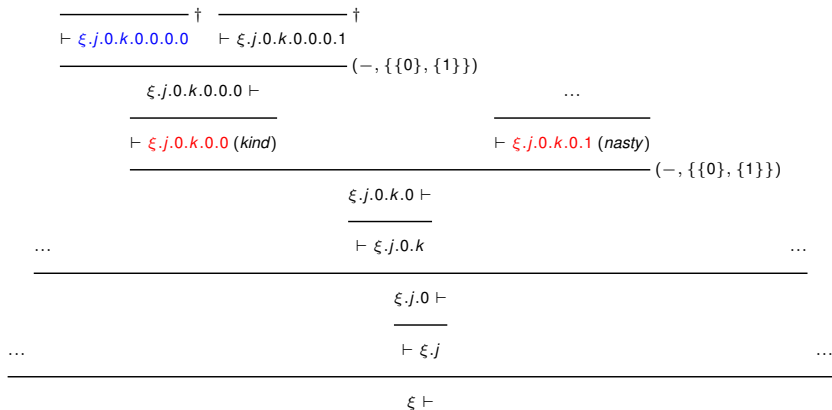 † †
⊢ ξ.j.0.k.0.0.0.0 ⊢ ξ.j.0.k.0.0.0.1
(−, {{0}, {1}})
ξ.j.0.k.0.0.0 ⊢ ...
⊢ ξ.j.0.k.0.0 (kind) ⊢ ξ.j.0.k.0.1 (nasty)
(−, {{0}, {1}})
ξ.j.0.k.0 ⊢
... ⊢ ξ.j.0.k ...
ξ.j.0 ⊢
... ⊢ ξ.j ...
ξ ⊢